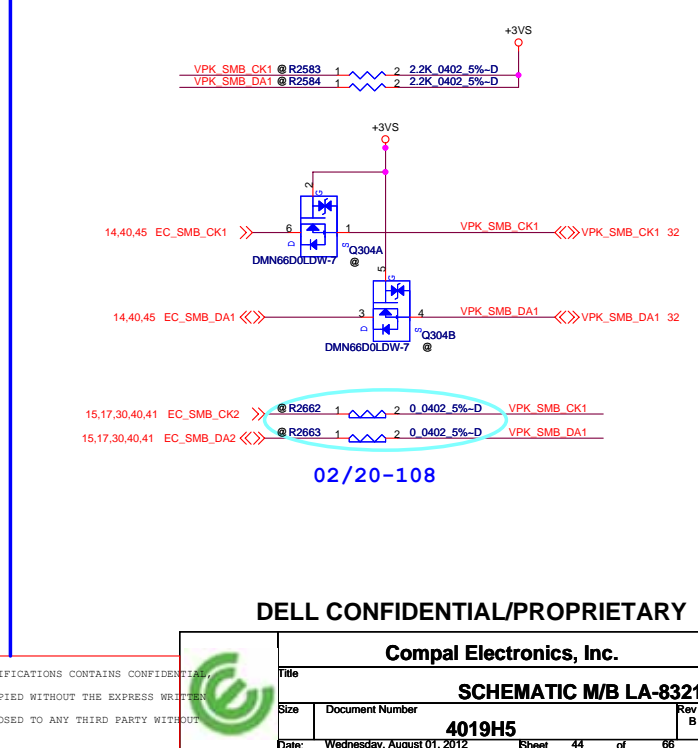 +3VS
VPK_SMB_CK1 @ R2583 1 2 2.2K_0402_5%~D
VPK_SMB_DA1 @ R2584 1 2 2.2K_0402_5%~D
+3VS
2
G
14,40,45 EC_SMB_CK1 6 1 VPK_SMB_CK1 VPK_SMB_CK1 32
D S Q304A
DMN66D0LDW-7 @
5
G
14,40,45 EC_SMB_DA1 3 4 VPK_SMB_DA1 VPK_SMB_DA1 32
D S Q304B
DMN66D0LDW-7 @
15,17,30,40,41 EC_SMB_CK2 @ R2662 1 2 0_0402_5%~D VPK_SMB_CK1
15,17,30,40,41 EC_SMB_DA2 @ R2663 1 2 0_0402_5%~D VPK_SMB_DA1
02/20-108
DELL CONFIDENTIAL/PROPRIETARY
Compal Electronics, Inc.
IFICATIONS CONTAINS CONFIDENTIAL,
PIED WITHOUT THE EXPRESS WRITTEN
OSED TO ANY THIRD PARTY WITHOUT
Title
SCHEMATIC M/B LA-8321
Size Document Number Rev
4019H5 B
Date: Wednesday, August 01, 2012 Sheet 44 of 66